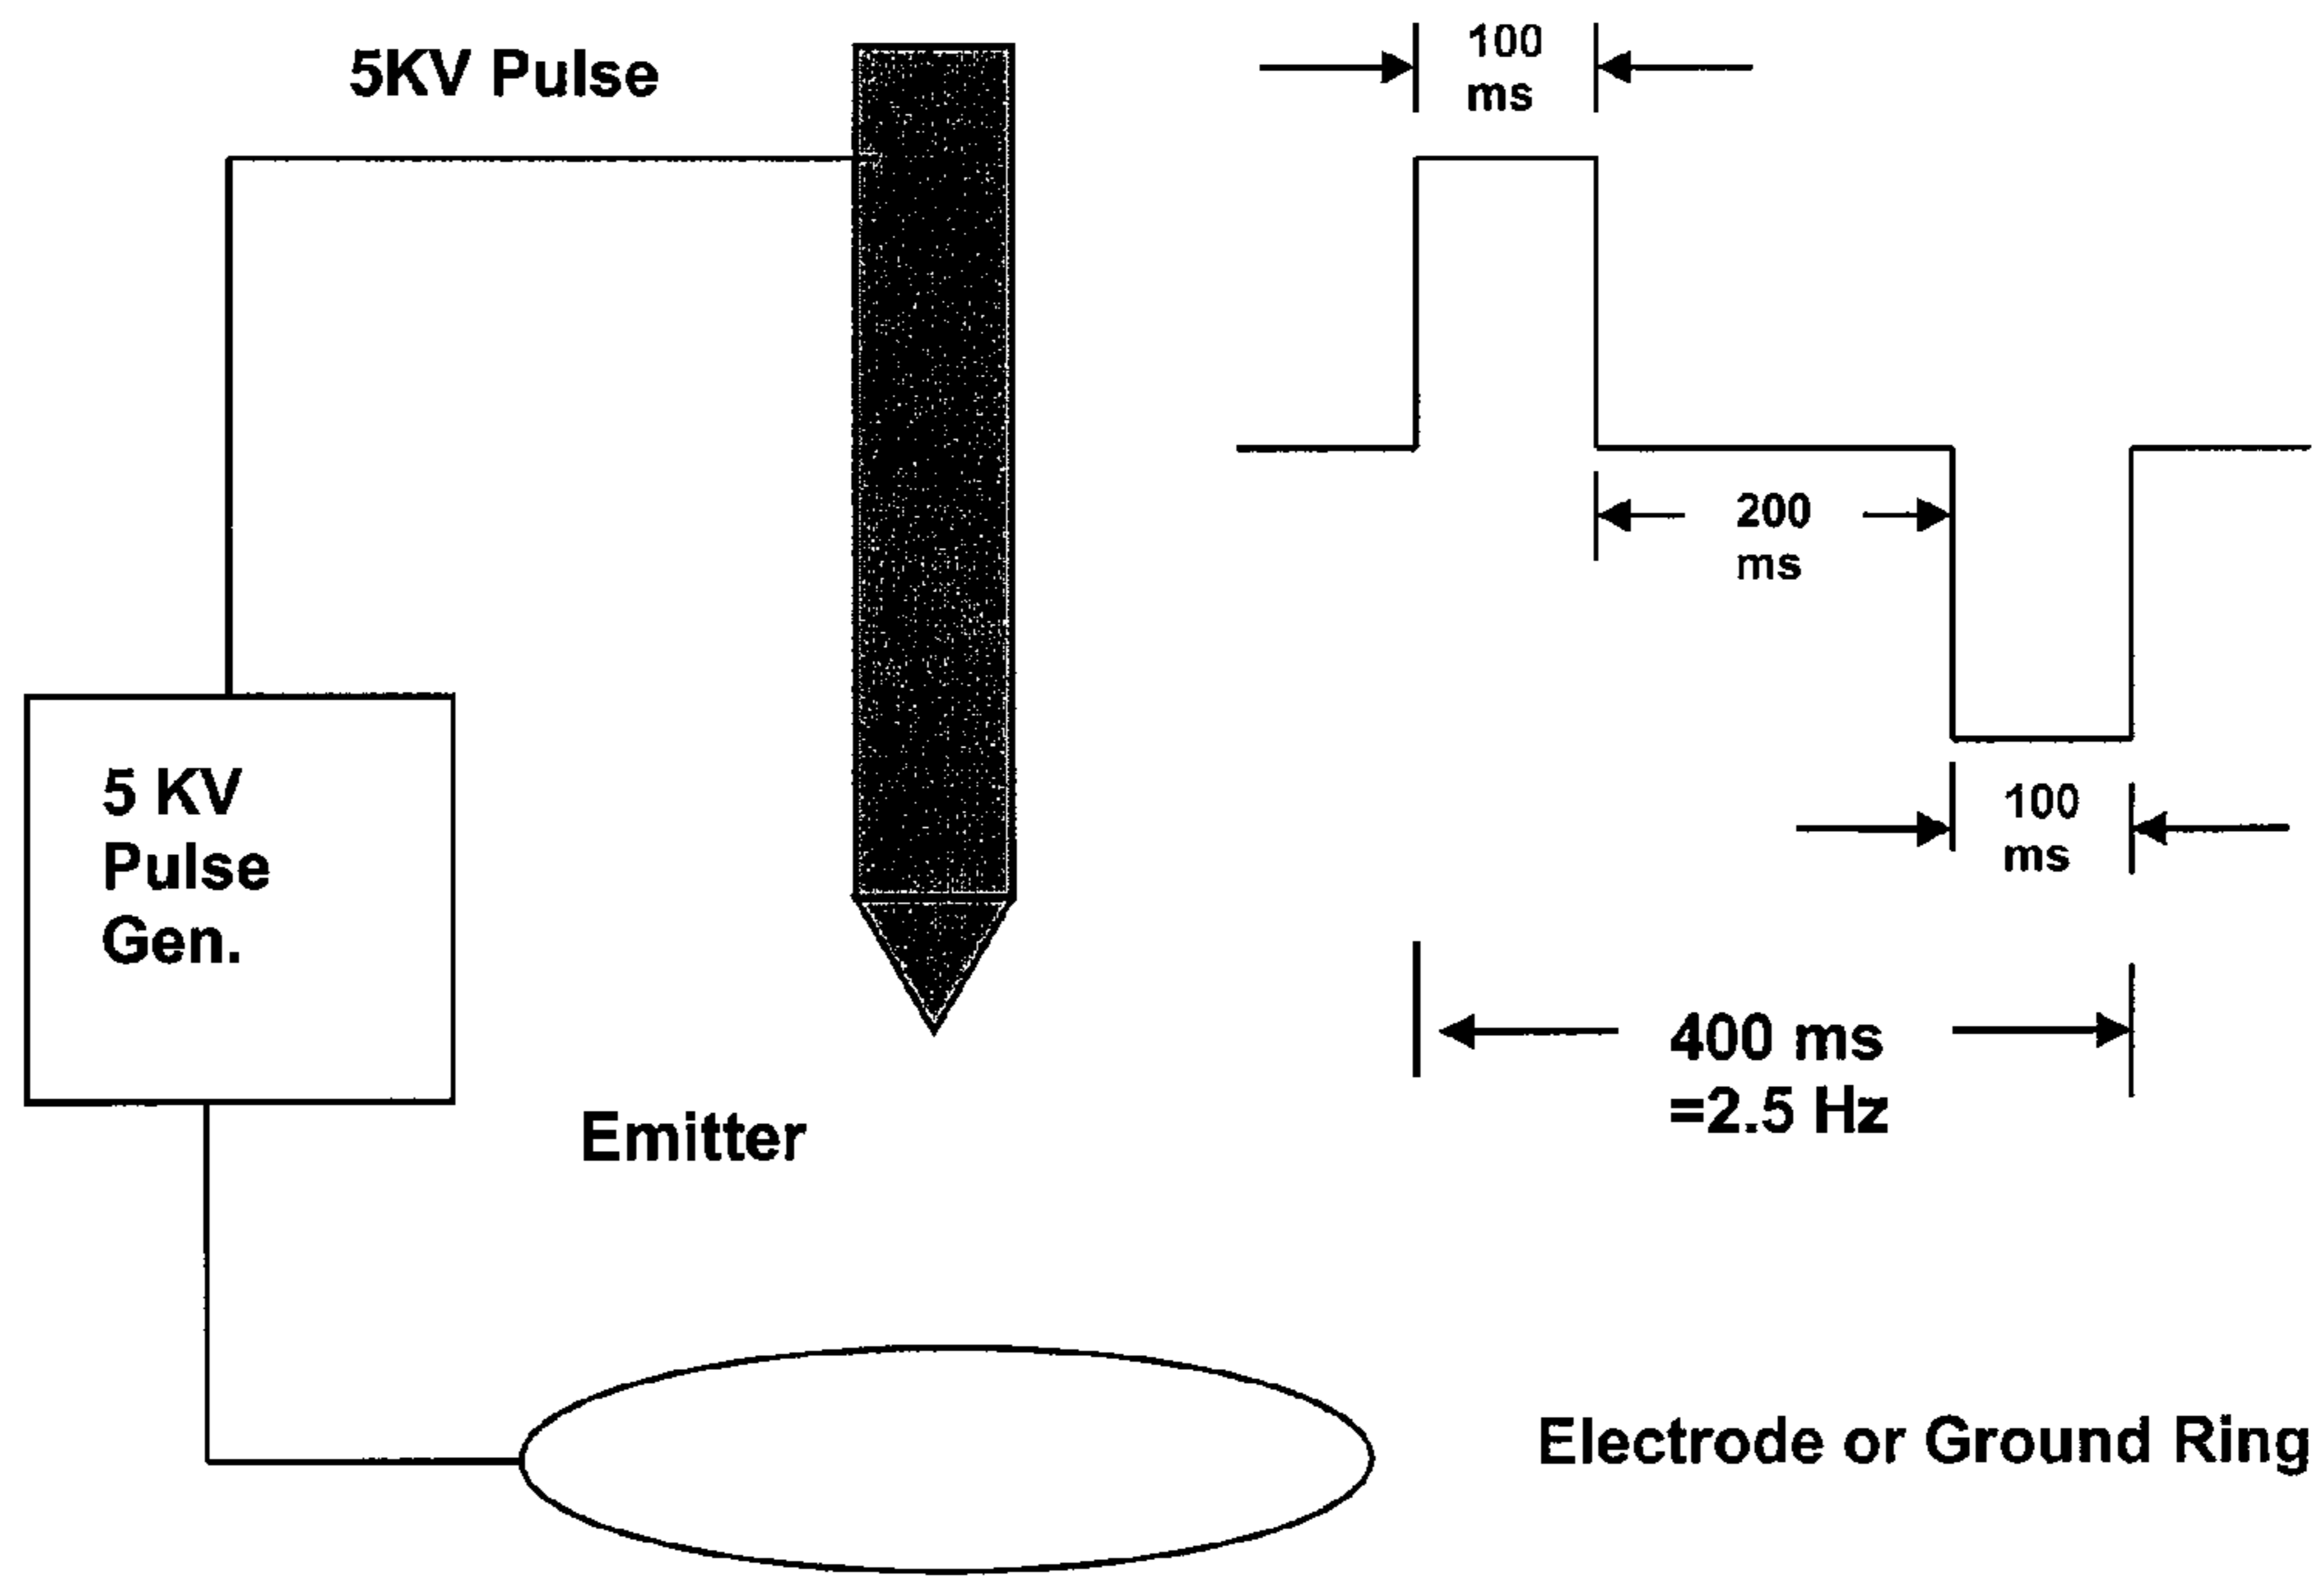 5KV Pulse
100
ms
200
ms
5 KV
Pulse
Gen.
100
ms
400 ms
=2.5 Hz
Emitter
Electrode or Ground Ring